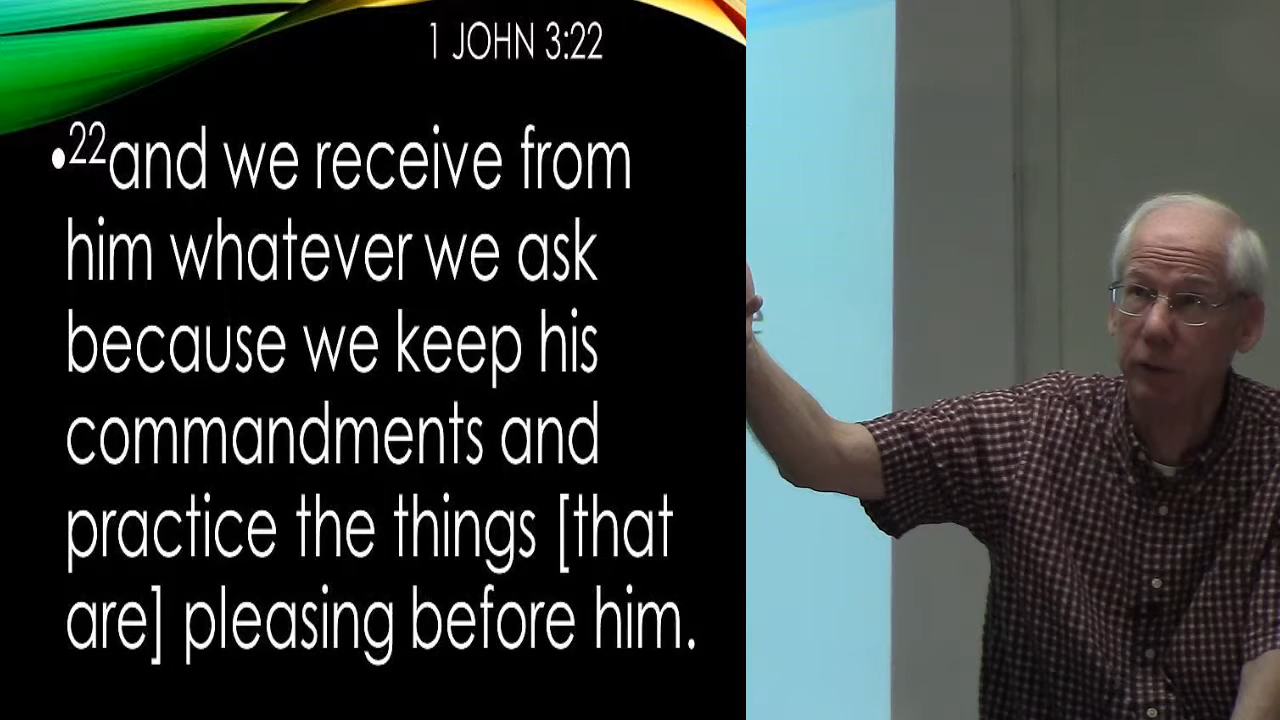 1 JOHN 3:22
•22and we receive from
him whatever we ask
because we keep his
commandments and
practice the things [that
are] pleasing before him.